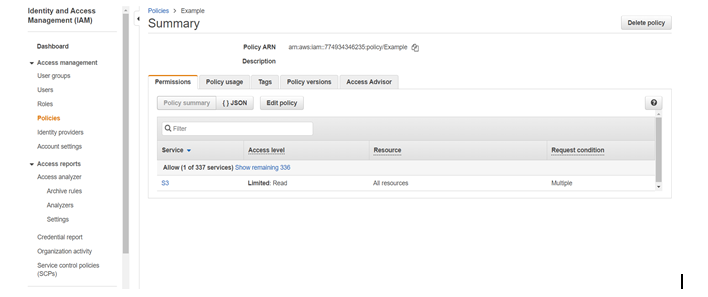 Identity and Access
Management (IAM)
Dashboard
Access management
User groups
Users
Roles
Policies
Identity providers
Account settings
Access reports
Access analyzer
Archive rules
Analyzers
Settings
Credential report
Organization activity
Service control policies
(SCPs)
Policies > Example
Summary
Delete policy
Policy ARN arn:aws:iam::774934346235:policy/Example
Description
Permissions Policy usage Tags Policy versions Access Advisor
Policy summary { } JSON Edit policy
Filter
Service Access level Resource Request condition
Allow (1 of 337 services) Show remaining 336
S3 Limited: Read All resources Multiple